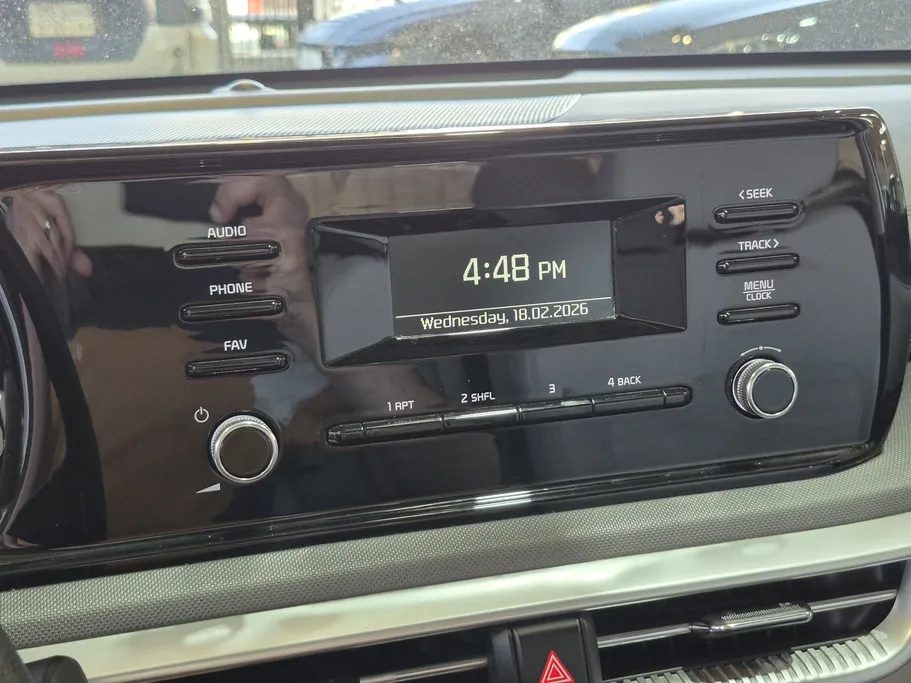 AUDIO
PHONE
FAV
4:48 PM
Wednesday, 18.02.2026
1 RPT
2 SHFL
3
4 BACK
<SEEK
TRACK>
MENU
CLOCK